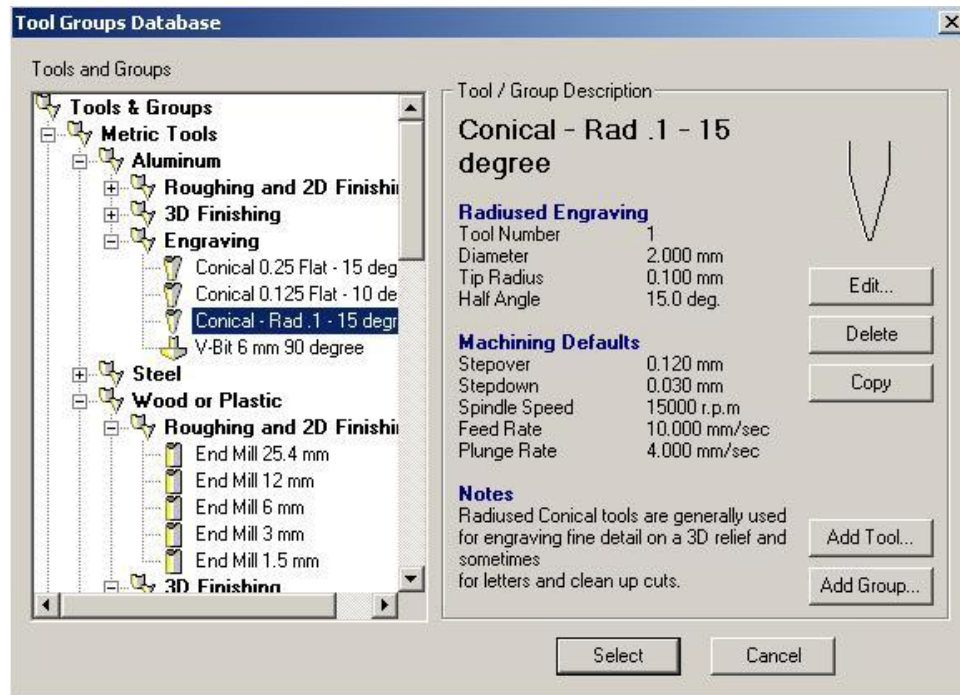 Tool Groups Database
Tools and Groups
Tools & Groups
Metric Tools
Aluminum
Roughing and 2D Finishi
3D Finishing
Engraving
Conical 0.25 Flat - 15 deg
Conical 0.125 Flat - 10 de
Conical - Rad .1 - 15 degr
V-Bit 6 mm 90 degree
Steel
Wood or Plastic
Roughing and 2D Finishi
End Mill 25.4 mm
End Mill 12 mm
End Mill 6 mm
End Mill 3 mm
End Mill 1.5 mm
3D Finishing
Tool / Group Description
Conical - Rad .1 - 15
degree
Radiused Engraving
Tool Number 1
Diameter 2.000 mm
Tip Radius 0.100 mm
Half Angle 15.0 deg.
Machining Defaults
Stepover 0.120 mm
Stepdown 0.030 mm
Spindle Speed 15000 r.p.m
Feed Rate 10.000 mm/sec
Plunge Rate 4.000 mm/sec
Notes
Radiused Conical tools are generally used
for engraving fine detail on a 3D relief and
sometimes
for letters and clean up cuts.
Edit...
Delete
Copy
Add Tool...
Add Group...
Select
Cancel